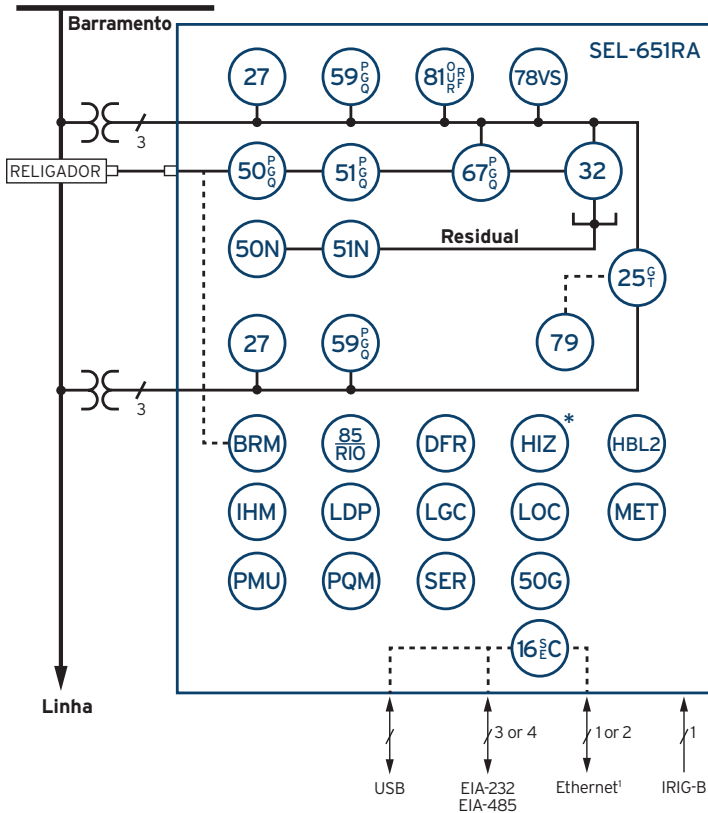 Barramento
SEL-651RA
27
59 P G Q
81 O U R R F
78VS
3
RELIGADOR
50 P G Q
51 P G Q
67 P G Q
32
50N
51N
Residual
25 G T
79
27
59 P G Q
3
BRM
85
RIO
DFR
HIZ *
HBL2
IHM
LDP
LGC
LOC
MET
PMU
PQM
SER
50G
16 S E C
Linha
3 or 4
1 or 2
1
USB
EIA-232
EIA-485
Ethernet¹
IRIG-B